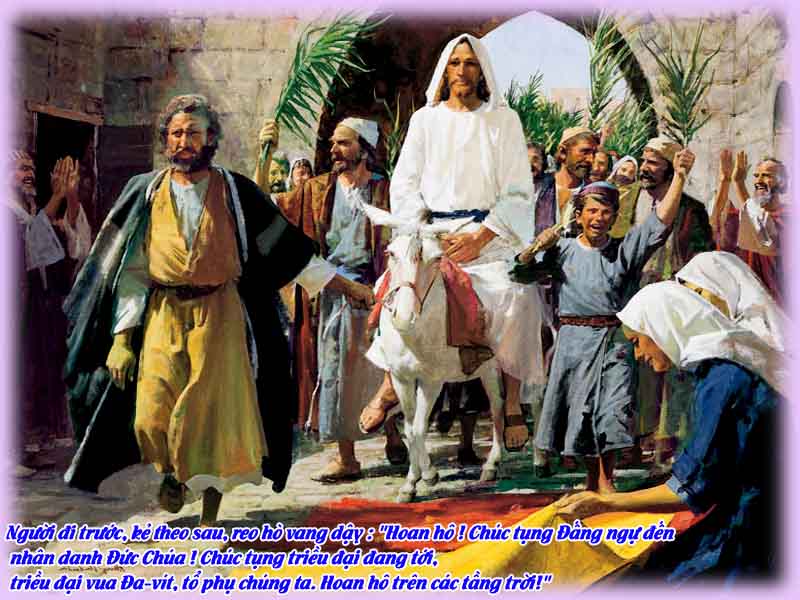 Người đi trước, kẻ theo sau, reo hò vang dậy : "Hoan hô ! Chúc tụng Đấng ngự đến
nhân danh Đức Chúa ! Chúc tụng triều đại đang tới,
triều đại vua Đa-vít, tổ phụ chúng ta. Hoan hô trên các tầng trời!"